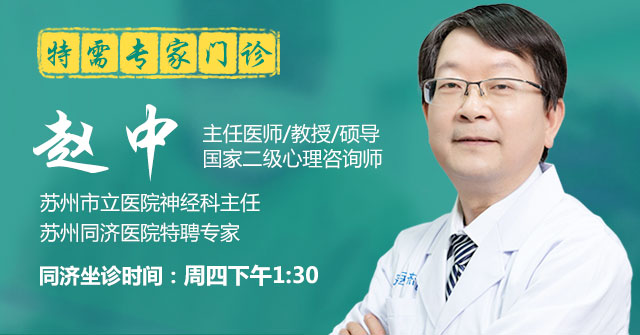 特需专家门诊
赵中
主任医师/教授/硕导
国家二级心理咨询师
苏州市立医院神经科主任
苏州同济医院特聘专家
同济坐诊时间：周四下午1:30